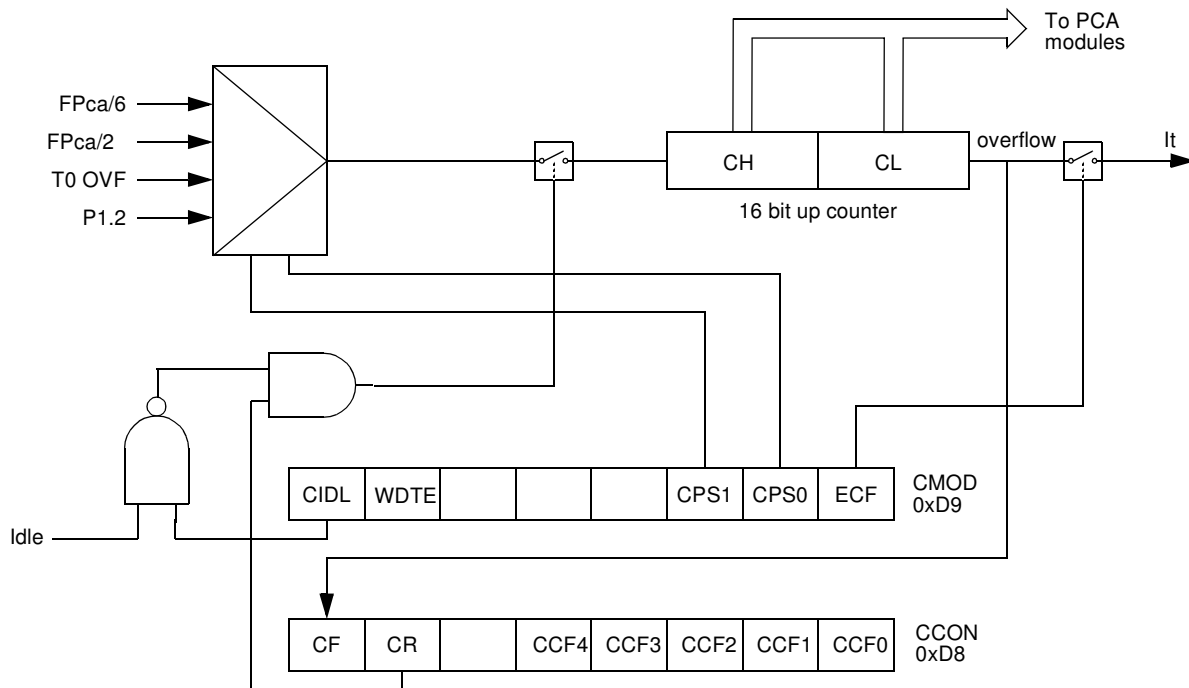 To PCA
modules
FPca/6
FPca/2
T0 OVF
P1.2
CH
CL
overflow
It
16 bit up counter
CIDL
WDTE
CPS1
CPS0
ECF
CMOD
0xD9
Idle
CF
CR
CCF4
CCF3
CCF2
CCF1
CCF0
CCON
0xD8